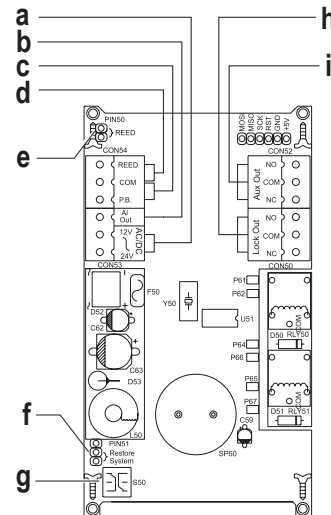 a
b
c
d
e
f
g
h
i
PIN50
REED
CON54
REED
COM
P.B.
Al
Out
12V
24V
AC/DC
CON53
D52
C62
F50
C63
D53
L50
PIN51
Restore
System
S50
Y50
U51
SP50
C59
MOSI
MISO
SCK
RST
GND
+5V
CON52
NO
COM
NC
Aux Out
NO
COM
NC
Lock Out
CON50
P61
P62
P64
P66
P65
P67
COM
D50
RLY50
COM
D51
RLY51